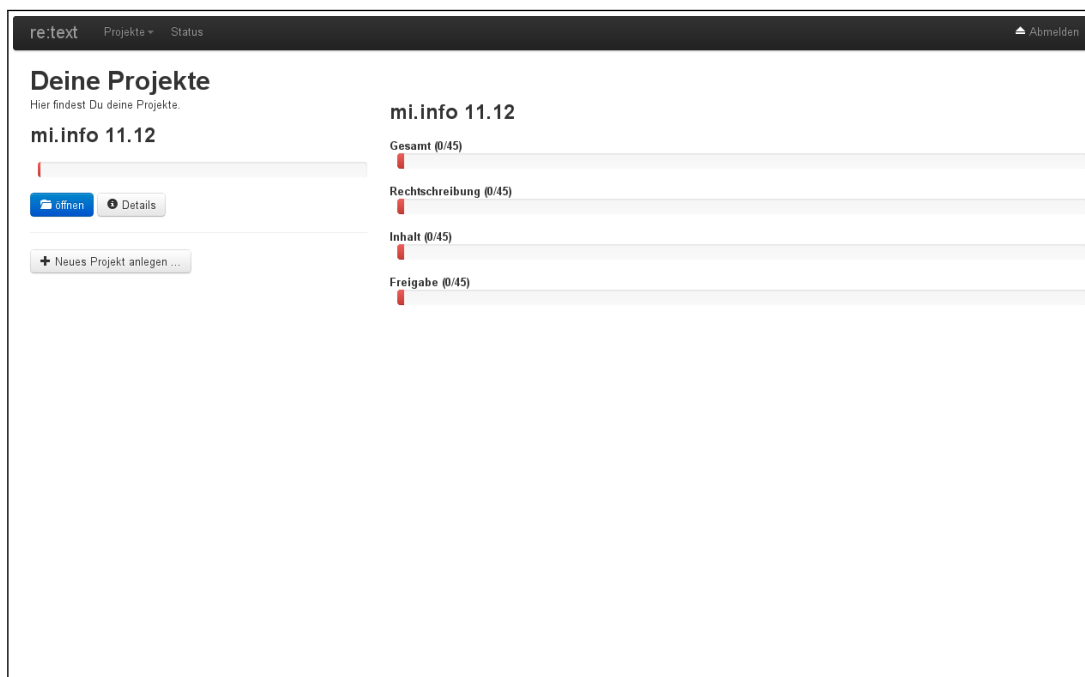 re:text Projekte Status Abmelden
Deine Projekte
Hier findest Du deine Projekte.
mi.info 11.12
öffnen Details
Neues Projekt anlegen ...
mi.info 11.12
Gesamt (0/45)
Rechtschreibung (0/45)
Inhalt (0/45)
Freigabe (0/45)